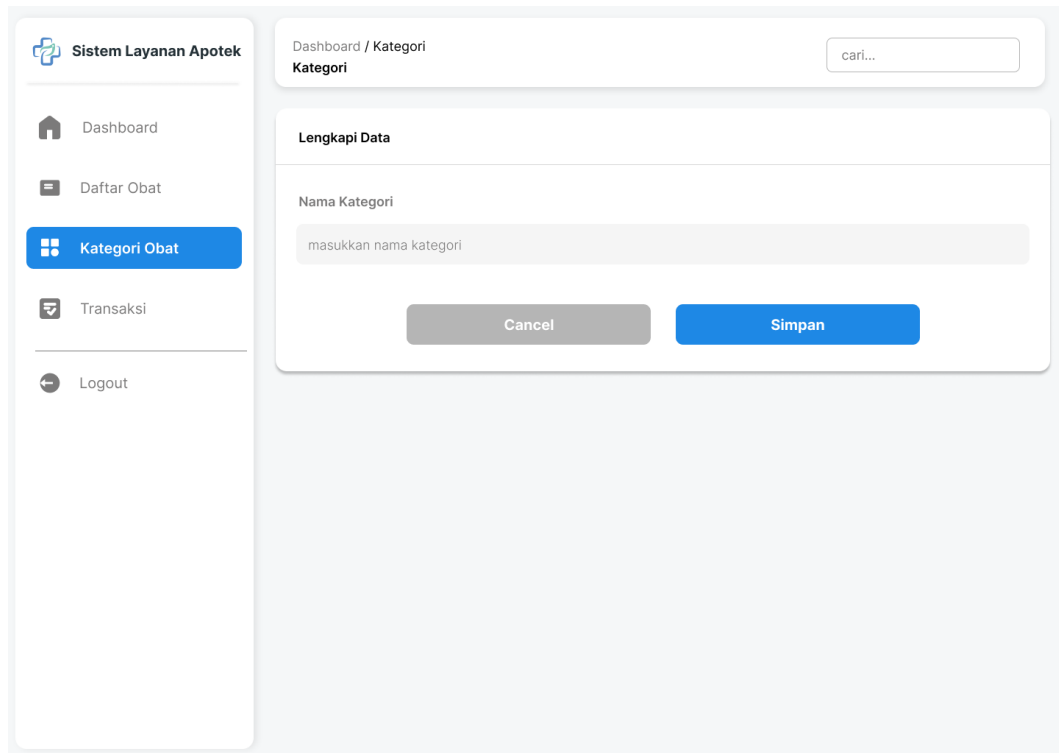 Sistem Layanan Apotek
Dashboard
Daftar Obat
Kategori Obat
Transaksi
Logout
Dashboard / Kategori
Kategori
cari...
Lengkapi Data
Nama Kategori
masukkan nama kategori
Cancel
Simpan